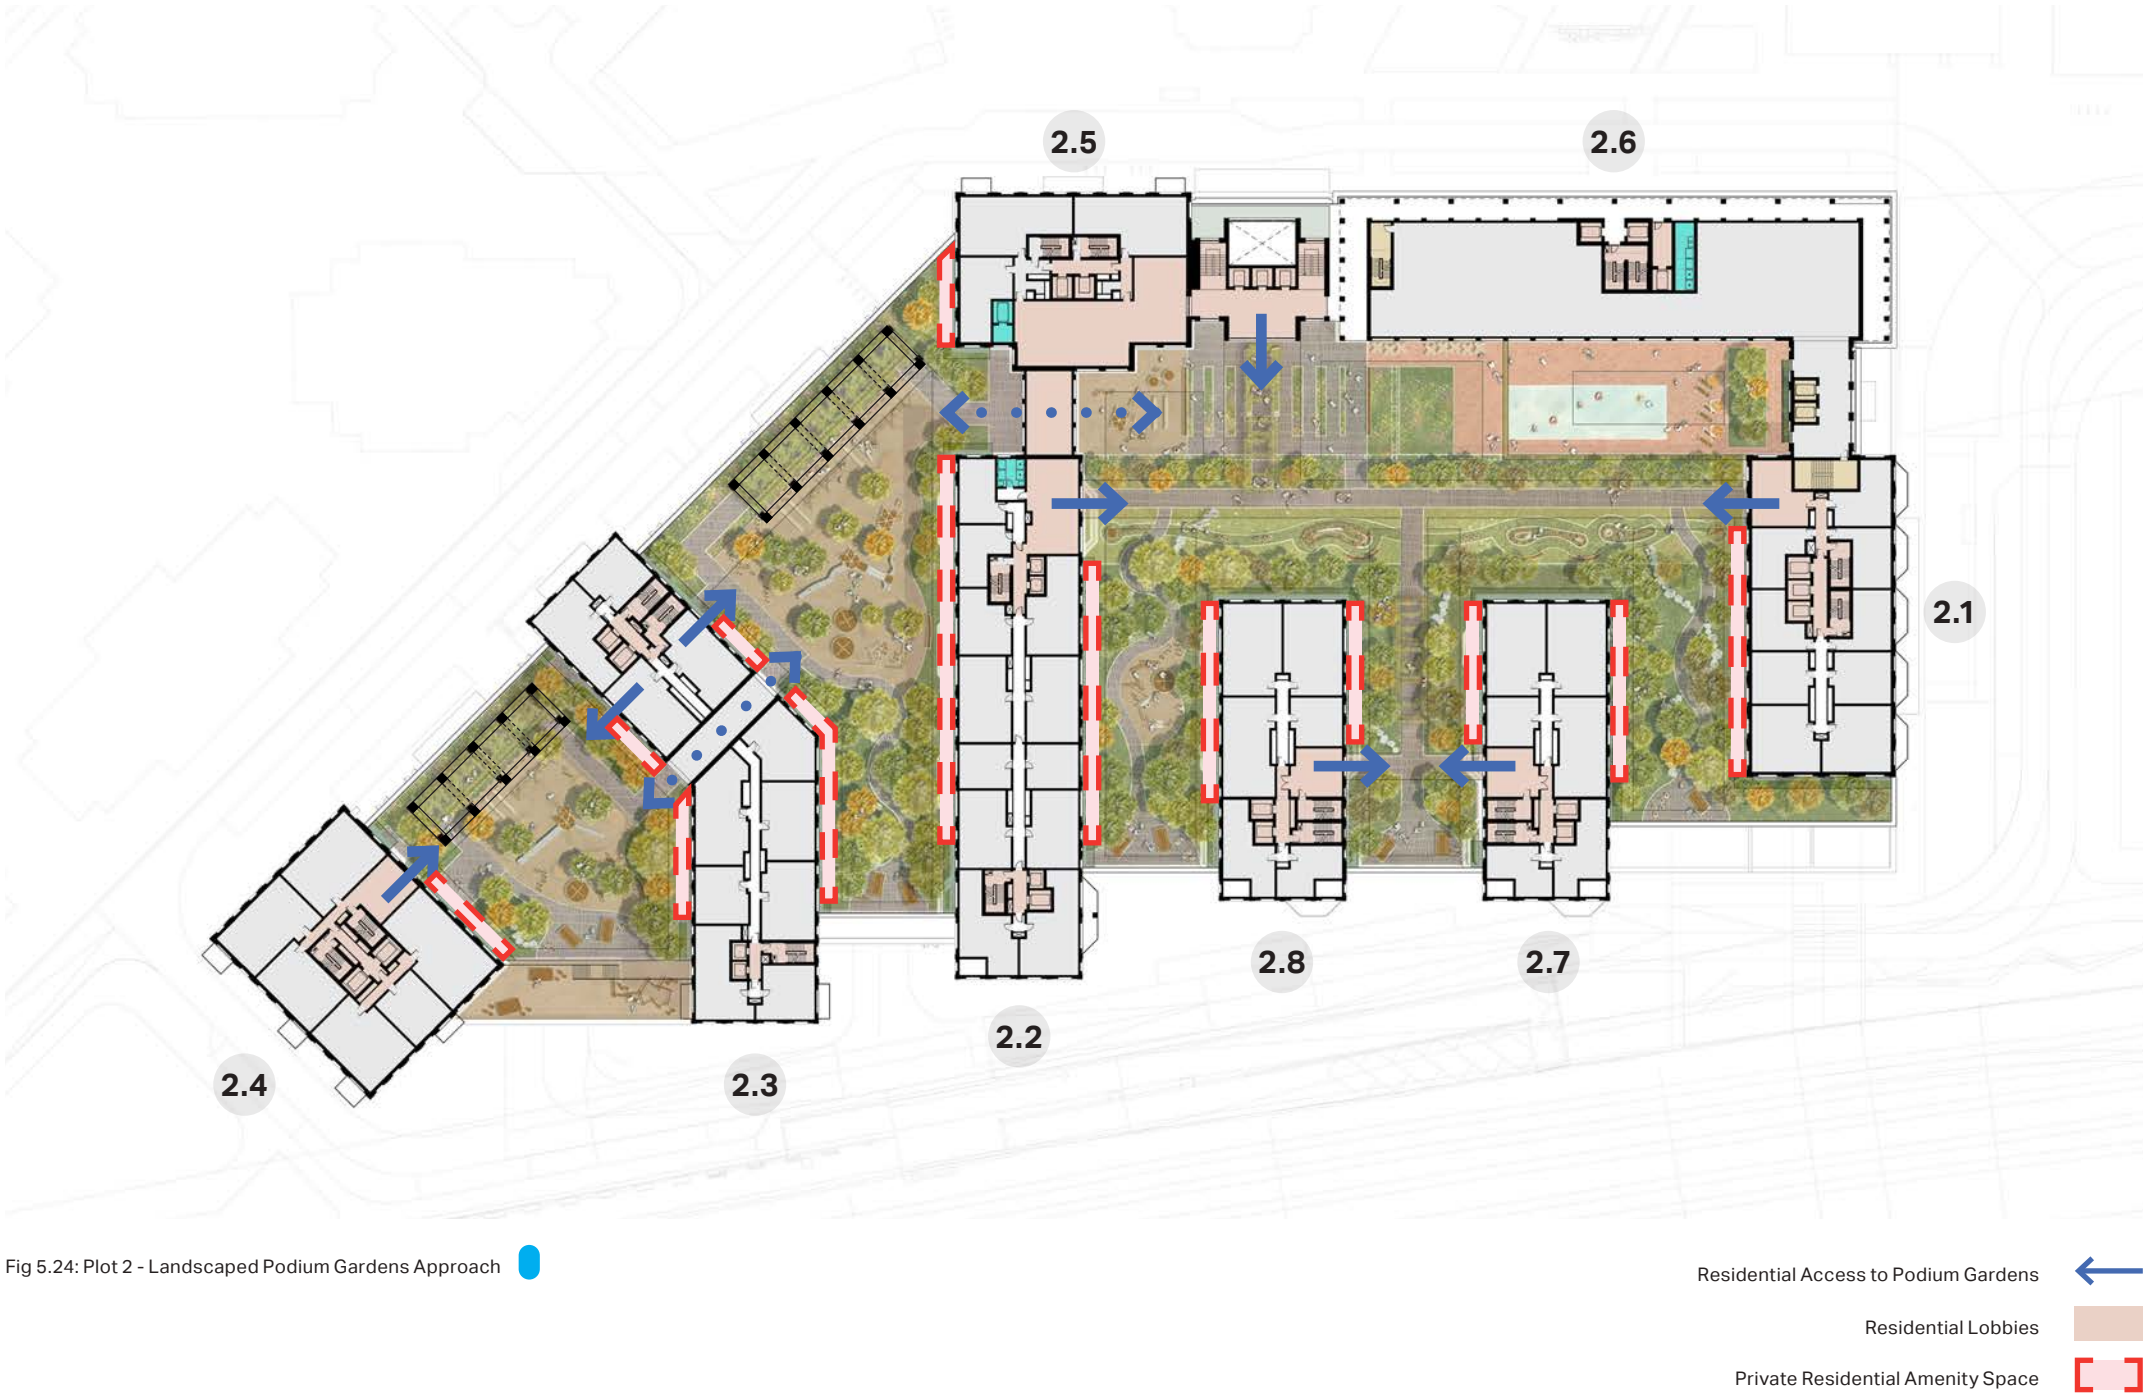 2.5
2.6
2.1
2.8
2.7
2.2
2.4
2.3
Fig 5.24: Plot 2 - Landscaped Podium Gardens Approach
Residential Access to Podium Gardens
Residential Lobbies
Private Residential Amenity Space